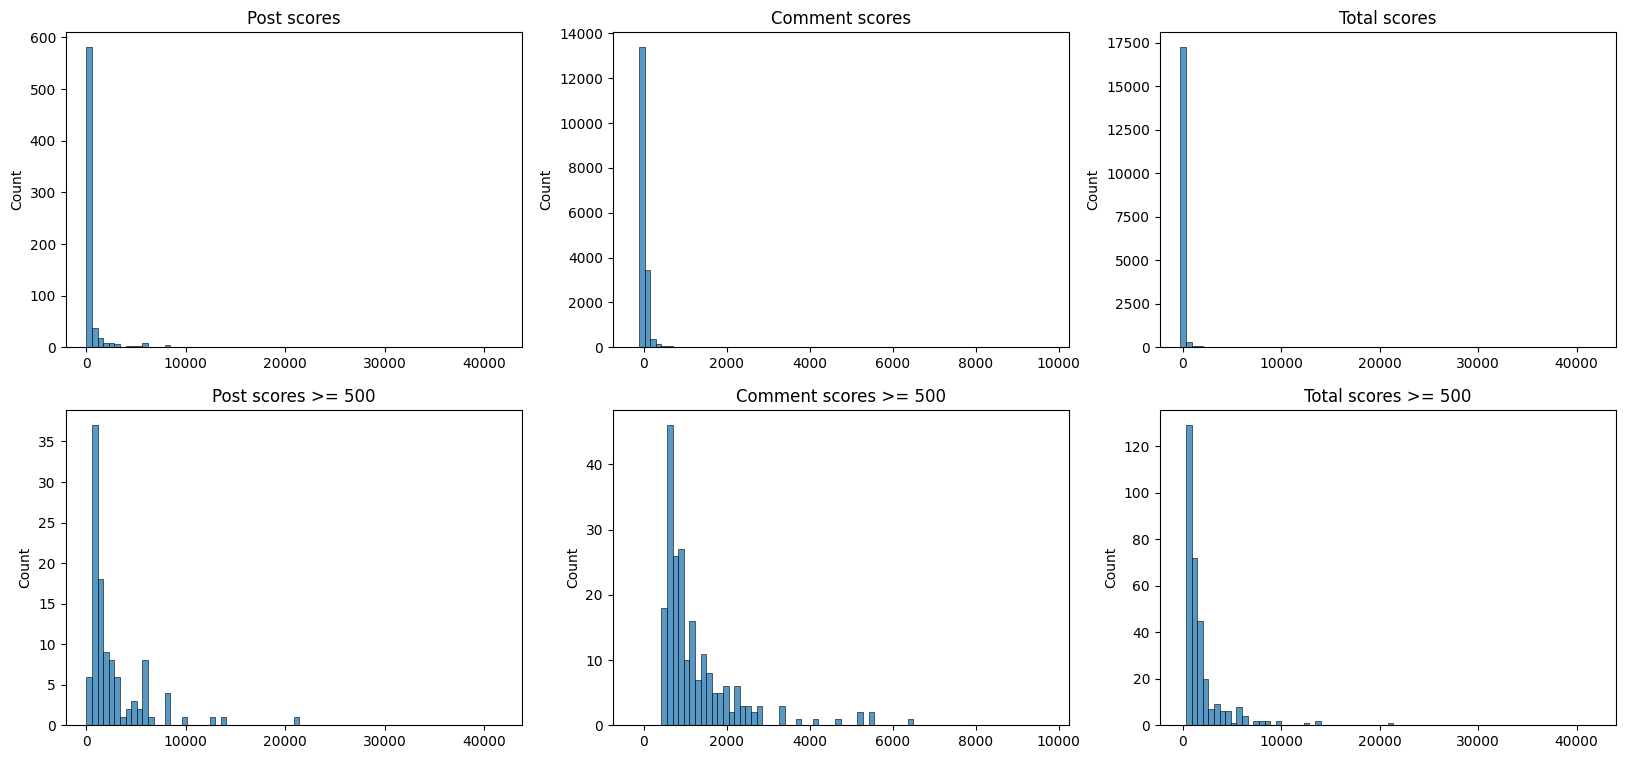 Post scores
Comment scores
Total scores
Count
600
500
400
300
200
100
0
0 10000 20000 30000 40000
Count
14000
12000
10000
8000
6000
4000
2000
0
0 2000 4000 6000 8000 10000
Count
17500
15000
12500
10000
7500
5000
2500
0
0 10000 20000 30000 40000
Post scores >= 500
Comment scores >= 500
Total scores >= 500
Count
35
30
25
20
15
10
5
0
0 10000 20000 30000 40000
Count
40
30
20
10
0
0 2000 4000 6000 8000 10000
Count
120
100
80
60
40
20
0
0 10000 20000 30000 40000